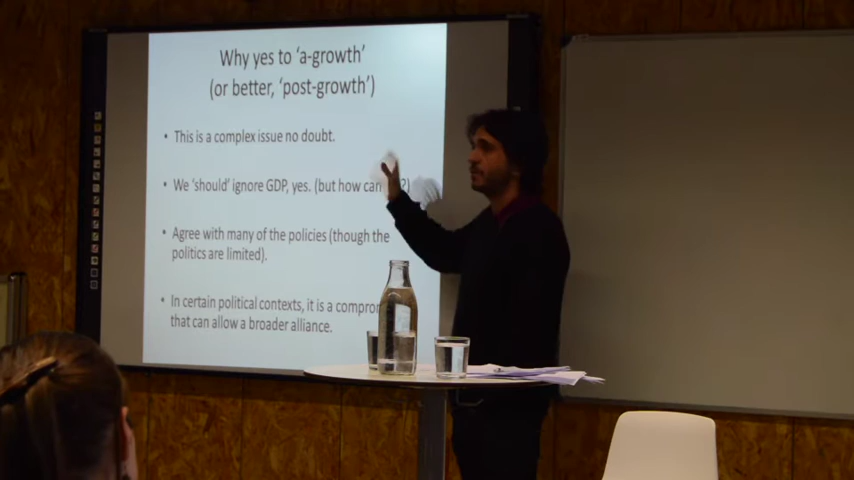 Why yes to 'a-growth'
(or better, 'post-growth')
• This is a complex issue no doubt.
• We 'should' ignore GDP, yes. (but how can ?)
• Agree with many of the policies (though the
politics are limited).
• In certain political contexts, it is a
that can allow a broader alliance.